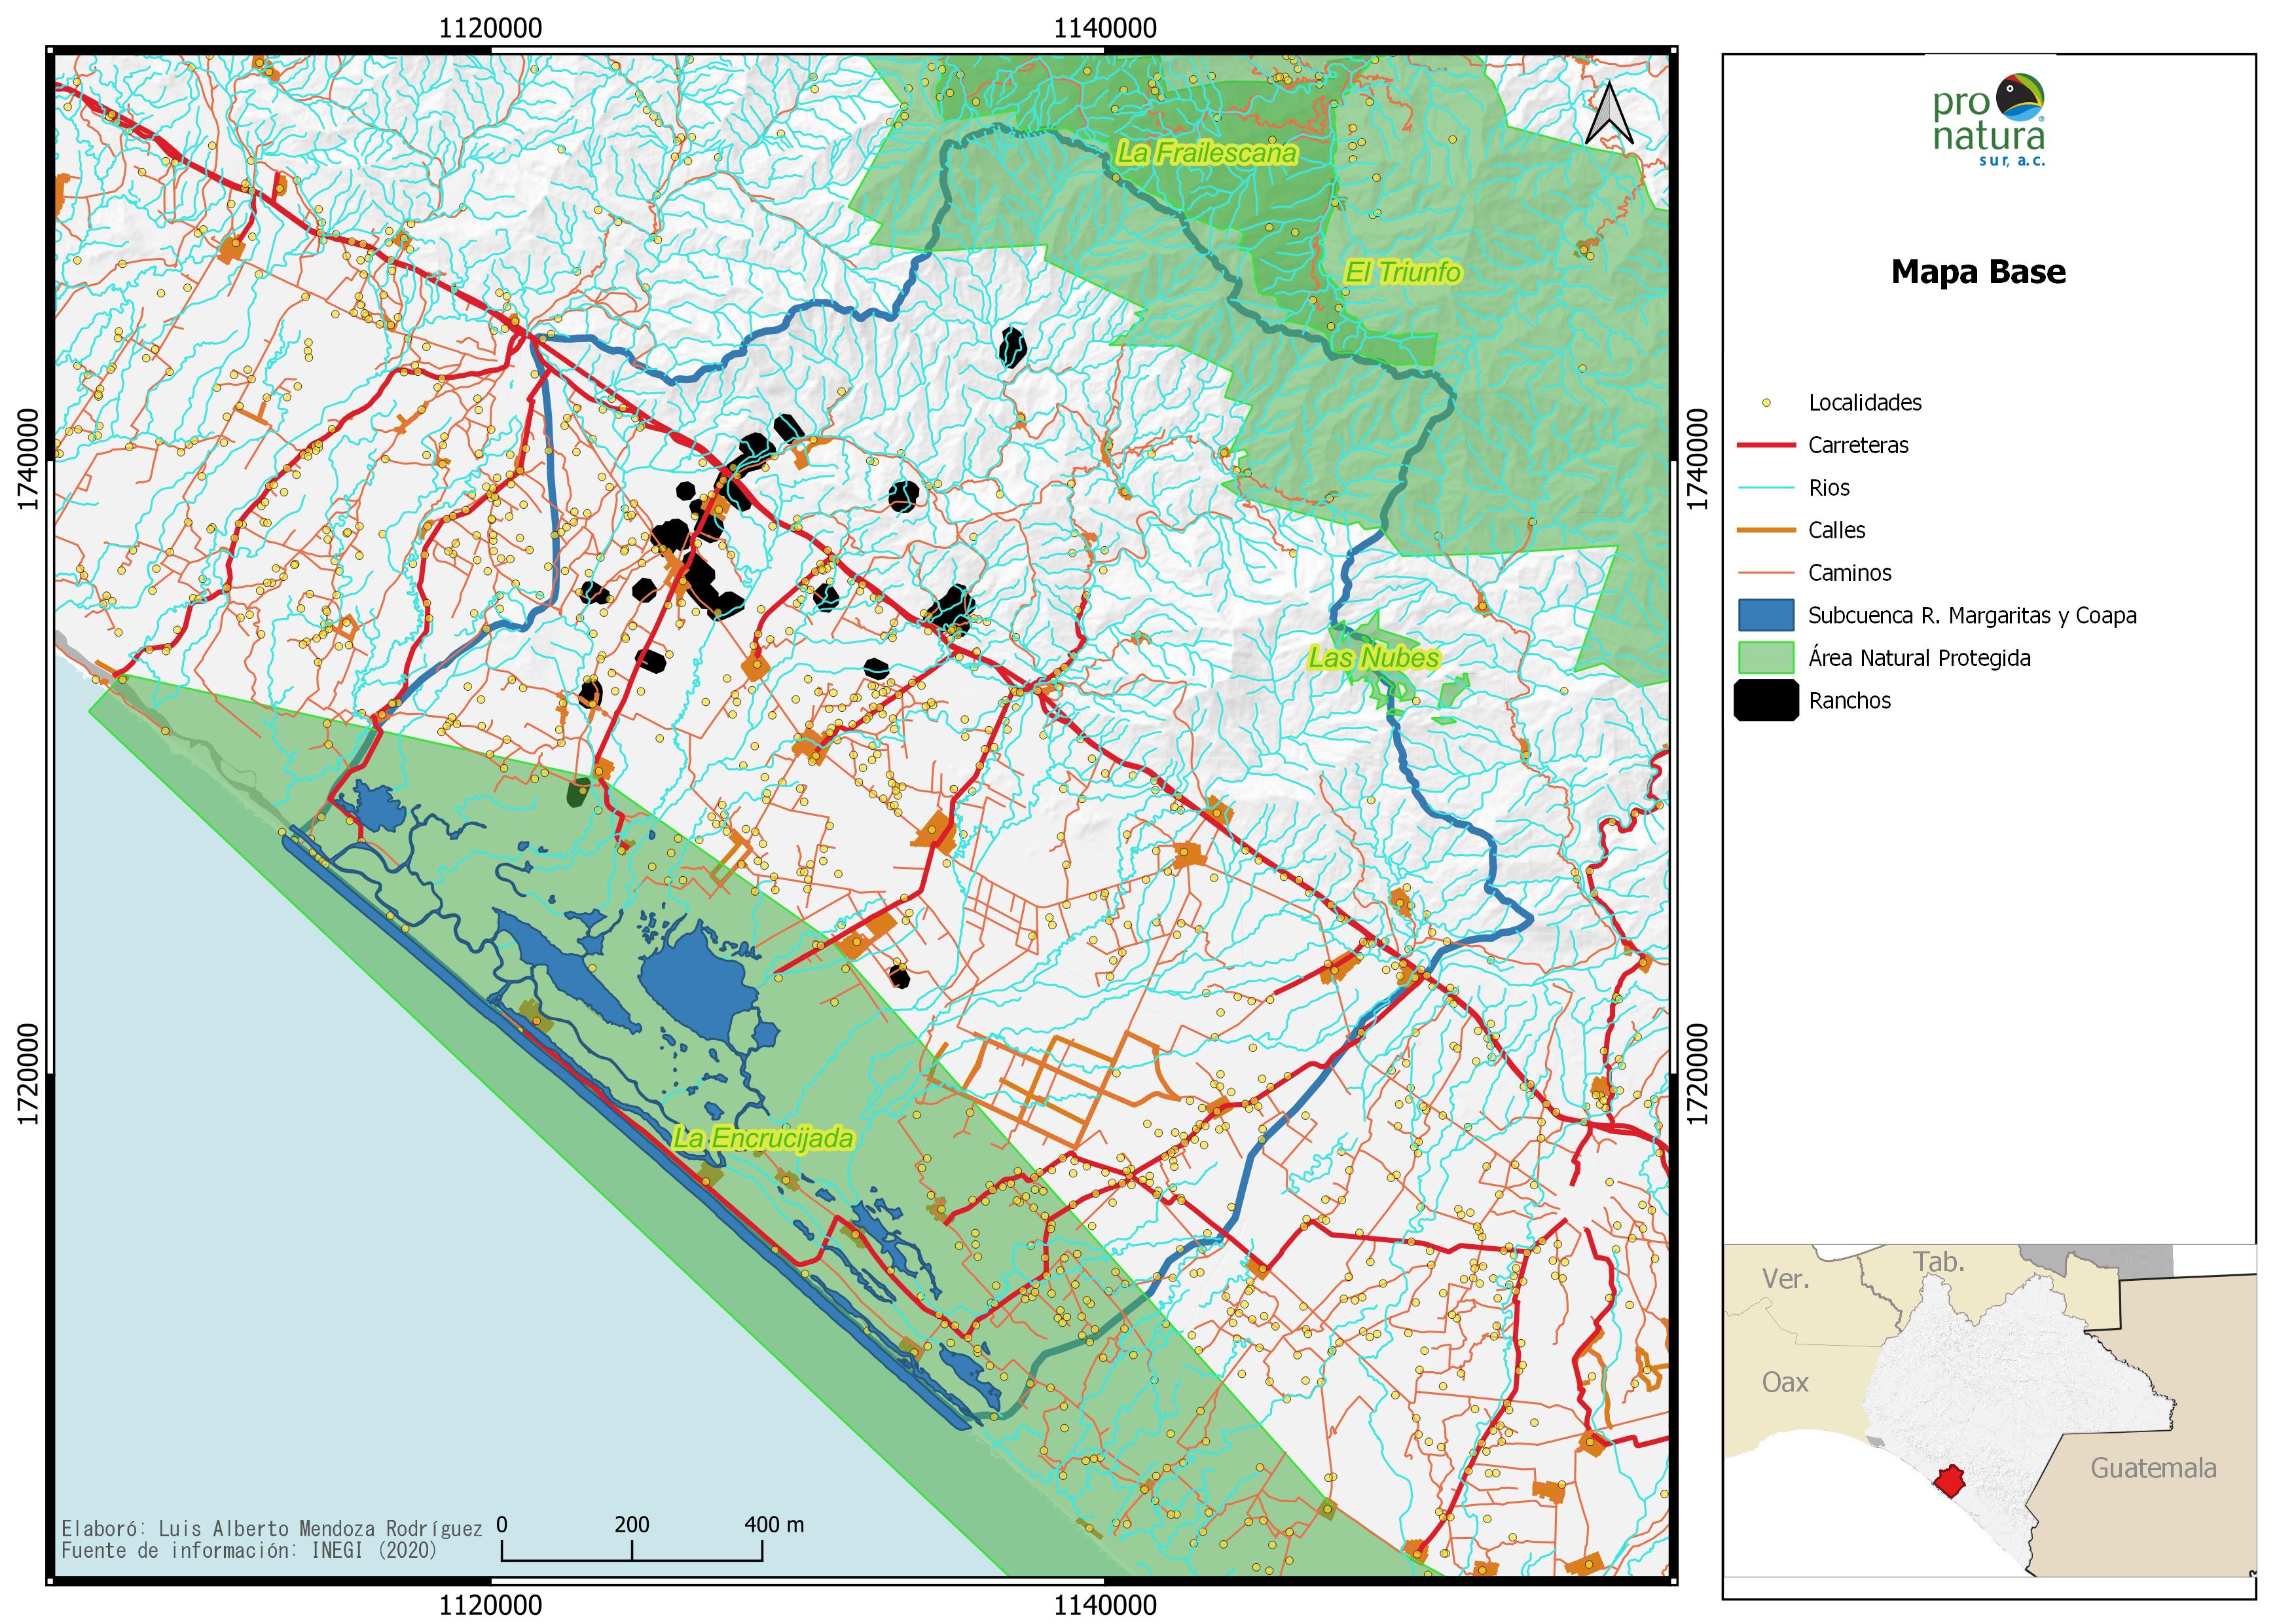 1120000
1140000
1740000
1740000
1720000
1720000
1120000
1140000
La Frailescana
El Triunfo
Las Nubes
La Encrucijada
Elaboró: Luis Alberto Mendoza Rodríguez
Fuente de información: INEGI (2020)
0 200 400 m
pro
natura
sur, a.c.
Mapa Base
Localidades
Carreteras
Rios
Calles
Caminos
Subcuenca R. Margaritas y Coapa
Área Natural Protegida
Ranchos
Ver.
Tab.
Oax
Guatemala